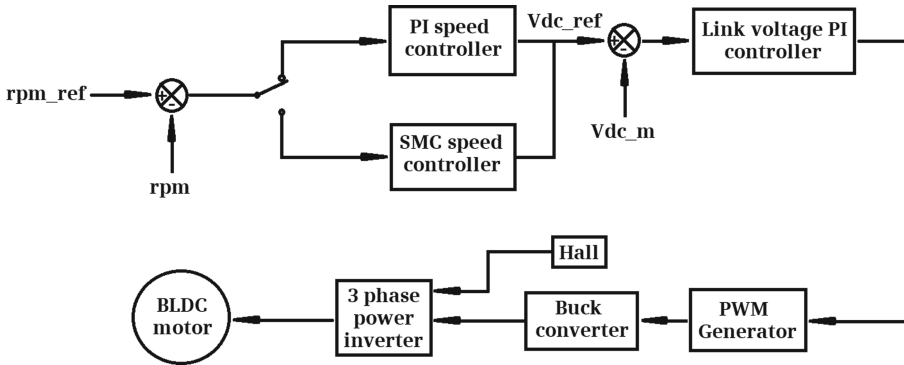 PI speed
controller
Vdc_ref
Link voltage PI
controller
rpm_ref
+
-
+
-
rpm
SMC speed
controller
Vdc_m
Hall
BLDC
motor
3 phase
power
inverter
Buck
converter
PWM
Generator